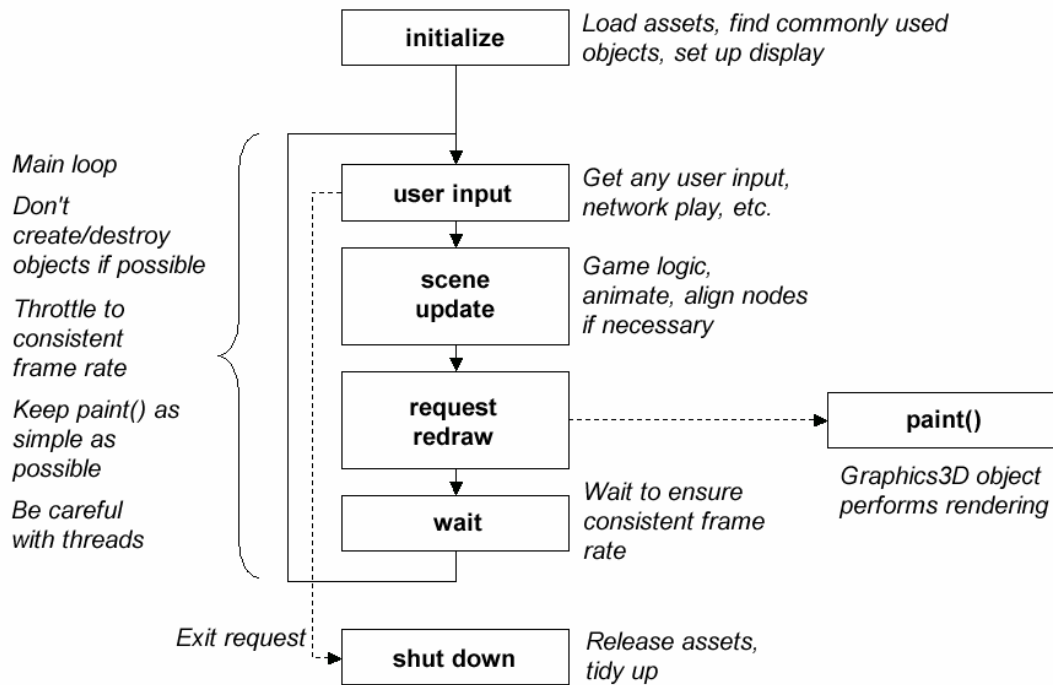 initialize
Load assets, find commonly used
objects, set up display
Main loop
Don't
create/destroy
objects if possible
Throttle to
consistent
frame rate
Keep paint() as
simple as
possible
Be careful
with threads
user input
Get any user input,
network play, etc.
scene
update
Game logic,
animate, align nodes
if necessary
request
redraw
paint()
Graphics3D object
performs rendering
wait
Wait to ensure
consistent frame
rate
Exit request
shut down
Release assets,
tidy up